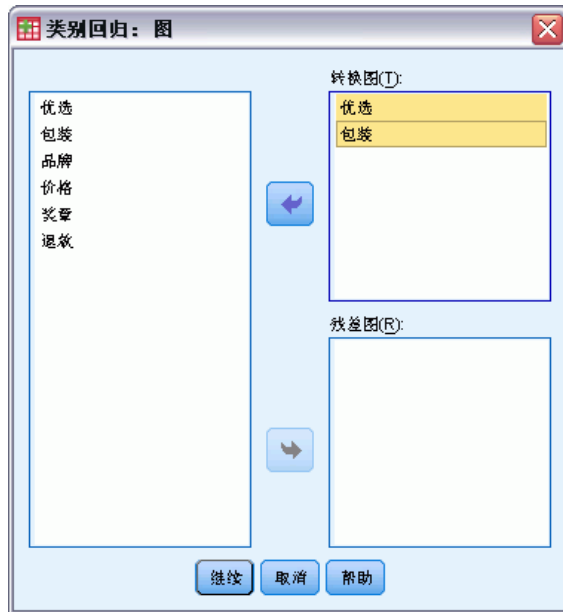 类别回归：图
转换图(T):
优选
包装
品牌
价格
奖章
退款
优选
包装
残差图(R):
继续
取消
帮助